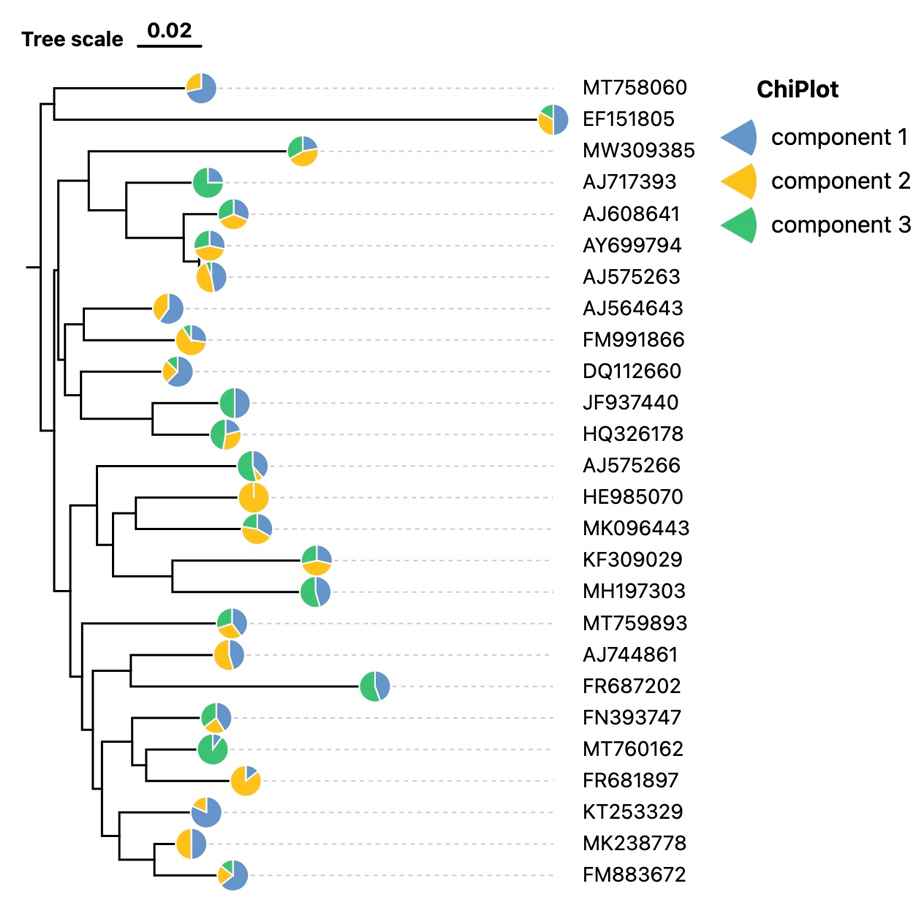 Tree scale 0.02
MT758060
EF151805
MW309385
AJ717393
AJ608641
AY699794
AJ575263
AJ564643
FM991866
DQ112660
JF937440
HQ326178
AJ575266
HE985070
MK096443
KF309029
MH197303
MT759893
AJ744861
FR687202
FN393747
MT760162
FR681897
KT253329
MK238778
FM883672
ChiPlot
component 1
component 2
component 3